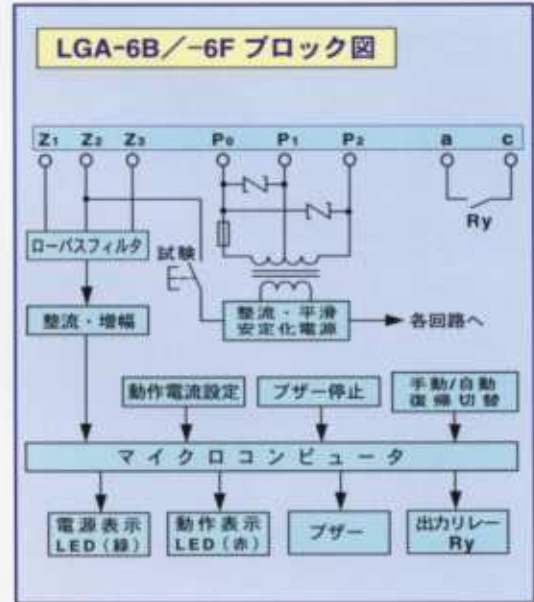 LGA-6B／-6F ブロック図
Z1 Z2 Z3 P0 P1 P2 a c
Ry
ローパスフィルタ
試験
整流・増幅
整流・平滑
安定化電源
各回路へ
動作電流設定
ブザー停止
手動/自動
復帰切替
マイクロコンピュータ
電源表示
LED（緑）
動作表示
LED（赤）
ブザー
出力リレー
Ry